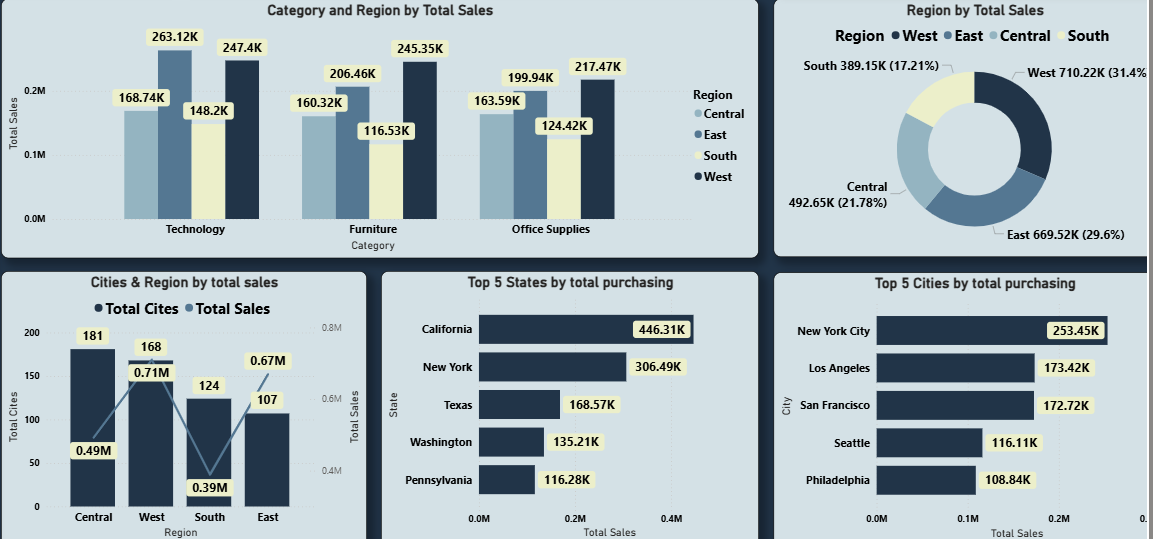 Category and Region by Total Sales
263.12K
247.4K
245.35K
206.46K
217.47K
199.94K
168.74K
148.2K
160.32K
116.53K
163.59K
124.42K
Total Sales
0.2M
0.1M
0.0M
Technology
Furniture
Office Supplies
Category
Region
Central
East
South
West
Region by Total Sales
Region West East Central South
South 389.15K (17.21%)
West 710.22K (31.4%
Central
492.65K (21.78%)
East 669.52K (29.6%)
Cities & Region by total sales
Total Cites Total Sales
200
150
100
50
0
Total Cites
181
168
124
107
0.49M
0.71M
0.39M
0.67M
0.8M
0.6M
0.4M
Total Sales
Central
West
South
East
Region
Top 5 States by total purchasing
State
California 446.31K
New York 306.49K
Texas 168.57K
Washington 135.21K
Pennsylvania 116.28K
0.0M 0.2M 0.4M
Total Sales
Top 5 Cities by total purchasing
City
New York City 253.45K
Los Angeles 173.42K
San Francisco 172.72K
Seattle 116.11K
Philadelphia 108.84K
0.0M 0.1M 0.2M 0.
Total Sales